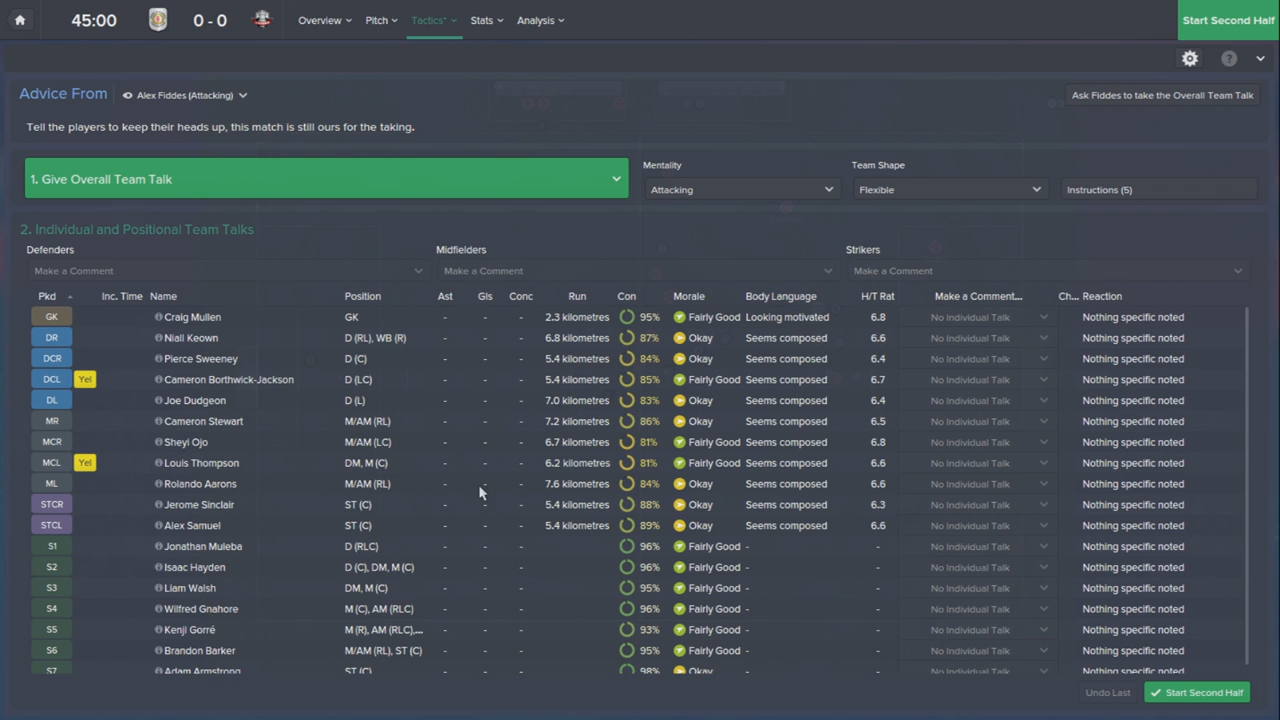 45:00 0 - 0 Overview Pitch Tactics* Stats Analysis Start Second Half
?
Advice From Alex Fiddes (Attacking) Ask Fiddes to take the Overall Team Talk
Tell the players to keep their heads up, this match is still ours for the taking.
Mentality Team Shape
1. Give Overall Team Talk Attacking Flexible Instructions (5)
2. Individual and Positional Team Talks
Defenders Midfielders Strikers
Make a Comment Make a Comment Make a Comment
Pkd Inc. Time Name Position Ast Gls Conc Run Con Morale Body Language H/T Rat Make a Comment... Ch... Reaction
GK Craig Mullen GK - - - 2.3 kilometres 95% Fairly Good Looking motivated 6.8 No Individual Talk Nothing specific noted
DR Niall Keown D (RL), WB (R) - - - 6.8 kilometres 87% Okay Seems composed 6.6 No Individual Talk Nothing specific noted
DCR Pierce Sweeney D (C) - - - 5.4 kilometres 84% Okay Seems composed 6.4 No Individual Talk Nothing specific noted
DCL Yel Cameron Borthwick-Jackson D (LC) - - - 5.4 kilometres 85% Fairly Good Seems composed 6.7 No Individual Talk Nothing specific noted
DL Joe Dudgeon D (L) - - - 7.0 kilometres 83% Okay Seems composed 6.4 No Individual Talk Nothing specific noted
MR Cameron Stewart M/AM (RL) - - - 7.2 kilometres 86% Okay Seems composed 6.5 No Individual Talk Nothing specific noted
MCR Sheyi Ojo M/AM (LC) - - - 6.7 kilometres 81% Fairly Good Seems composed 6.8 No Individual Talk Nothing specific noted
MCL Yel Louis Thompson DM, M (C) - - - 6.2 kilometres 81% Fairly Good Seems composed 6.6 No Individual Talk Nothing specific noted
ML Rolando Aarons M/AM (RL) - - - 7.6 kilometres 84% Okay Seems composed 6.6 No Individual Talk Nothing specific noted
STCR Jerome Sinclair ST (C) - - - 5.4 kilometres 88% Okay Seems composed 6.3 No Individual Talk Nothing specific noted
STCL Alex Samuel ST (C) - - - 5.4 kilometres 89% Okay Seems composed 6.6 No Individual Talk Nothing specific noted
S1 Jonathan Muleba D (RLC) - - - 96% Fairly Good - - No Individual Talk Nothing specific noted
S2 Isaac Hayden D (C), DM, M (C) - - - 96% Fairly Good - - No Individual Talk Nothing specific noted
S3 Liam Walsh DM, M (C) - - - 95% Fairly Good - - No Individual Talk Nothing specific noted
S4 Wilfred Gnahore M (C), AM (RLC) - - - 96% Fairly Good - - No Individual Talk Nothing specific noted
S5 Kenji Gorré M (R), AM (RLC),... - - - 93% Fairly Good - - No Individual Talk Nothing specific noted
S6 Brandon Barker M/AM (RL), ST (C) - - - 95% Fairly Good - - No Individual Talk Nothing specific noted
S7 Adam Armstrong ST (C) - - - 98% Okay - - No Individual Talk Nothing specific noted
Undo Last Start Second Half